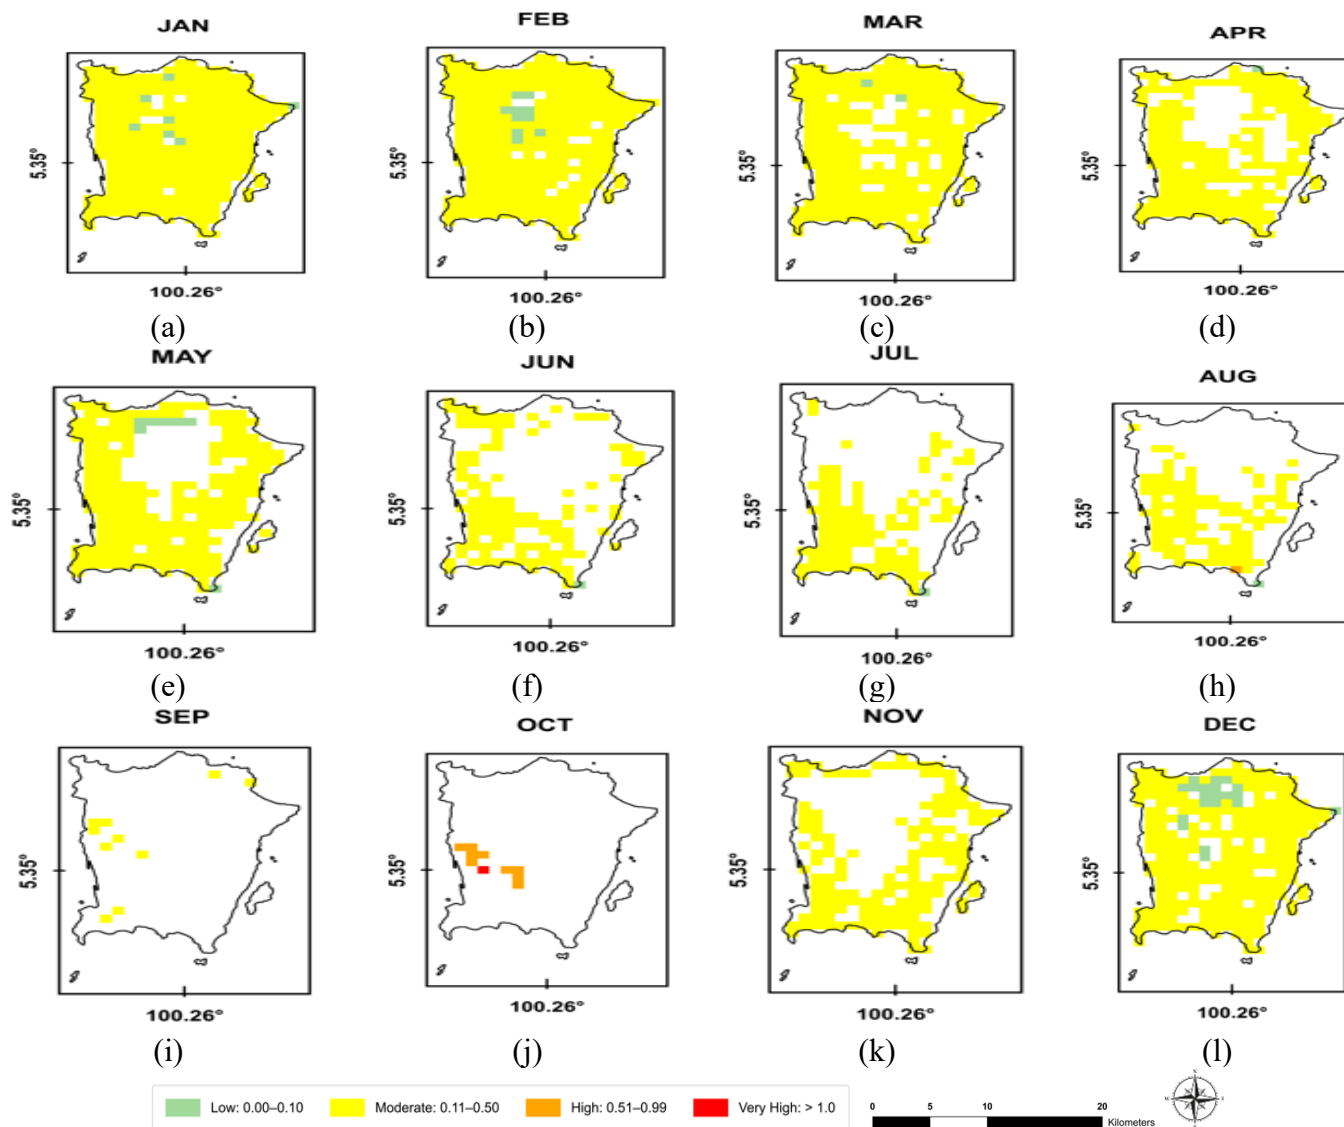 JAN
FEB
MAR
APR
5.35°
5.35°
5.35°
5.35°
100.26°
100.26°
100.26°
100.26°
(a)
(b)
(c)
(d)
MAY
JUN
JUL
AUG
5.35°
5.35°
5.35°
5.35°
100.26°
100.26°
100.26°
100.26°
(e)
(f)
(g)
(h)
SEP
OCT
NOV
DEC
5.35°
5.35°
5.35°
5.35°
100.26°
100.26°
100.26°
100.26°
(i)
(j)
(k)
(l)
Low: 0.00–0.10
Moderate: 0.11–0.50
High: 0.51–0.99
Very High: > 1.0
0 5 10 20
Kilometers
N
W
E
S